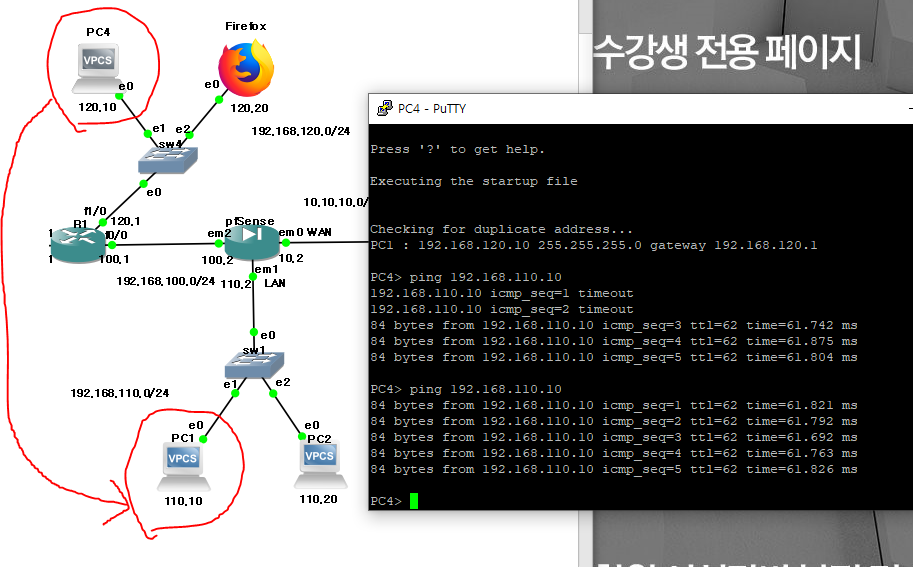 PC4
VPCS
e0
120.10
Firefox
e0
120.20
192.168.120.0/24
e1
e2
sw4
e0
f1/0
120.1
R1
f0/0
1
1
100.1
192.168.100.0/24
pfSense
em2
100.2
em0 WAN
10.2
10.10.10.0/
em1
110.2
LAN
e0
sw1
e1
e2
192.168.110.0/24
e0
PC1
VPCS
110.10
e0
PC2
VPCS
110.20
수강생 전용 페이지
PC4 - PuTTY
Press '?' to get help.
Executing the startup file
Checking for duplicate address...
PC1 : 192.168.120.10 255.255.255.0 gateway 192.168.120.1
PC4> ping 192.168.110.10
192.168.110.10 icmp_seq=1 timeout
192.168.110.10 icmp_seq=2 timeout
84 bytes from 192.168.110.10 icmp_seq=3 ttl=62 time=61.742 ms
84 bytes from 192.168.110.10 icmp_seq=4 ttl=62 time=61.875 ms
84 bytes from 192.168.110.10 icmp_seq=5 ttl=62 time=61.804 ms
PC4> ping 192.168.110.10
84 bytes from 192.168.110.10 icmp_seq=1 ttl=62 time=61.821 ms
84 bytes from 192.168.110.10 icmp_seq=2 ttl=62 time=61.792 ms
84 bytes from 192.168.110.10 icmp_seq=3 ttl=62 time=61.692 ms
84 bytes from 192.168.110.10 icmp_seq=4 ttl=62 time=61.763 ms
84 bytes from 192.168.110.10 icmp_seq=5 ttl=62 time=61.826 ms
PC4>